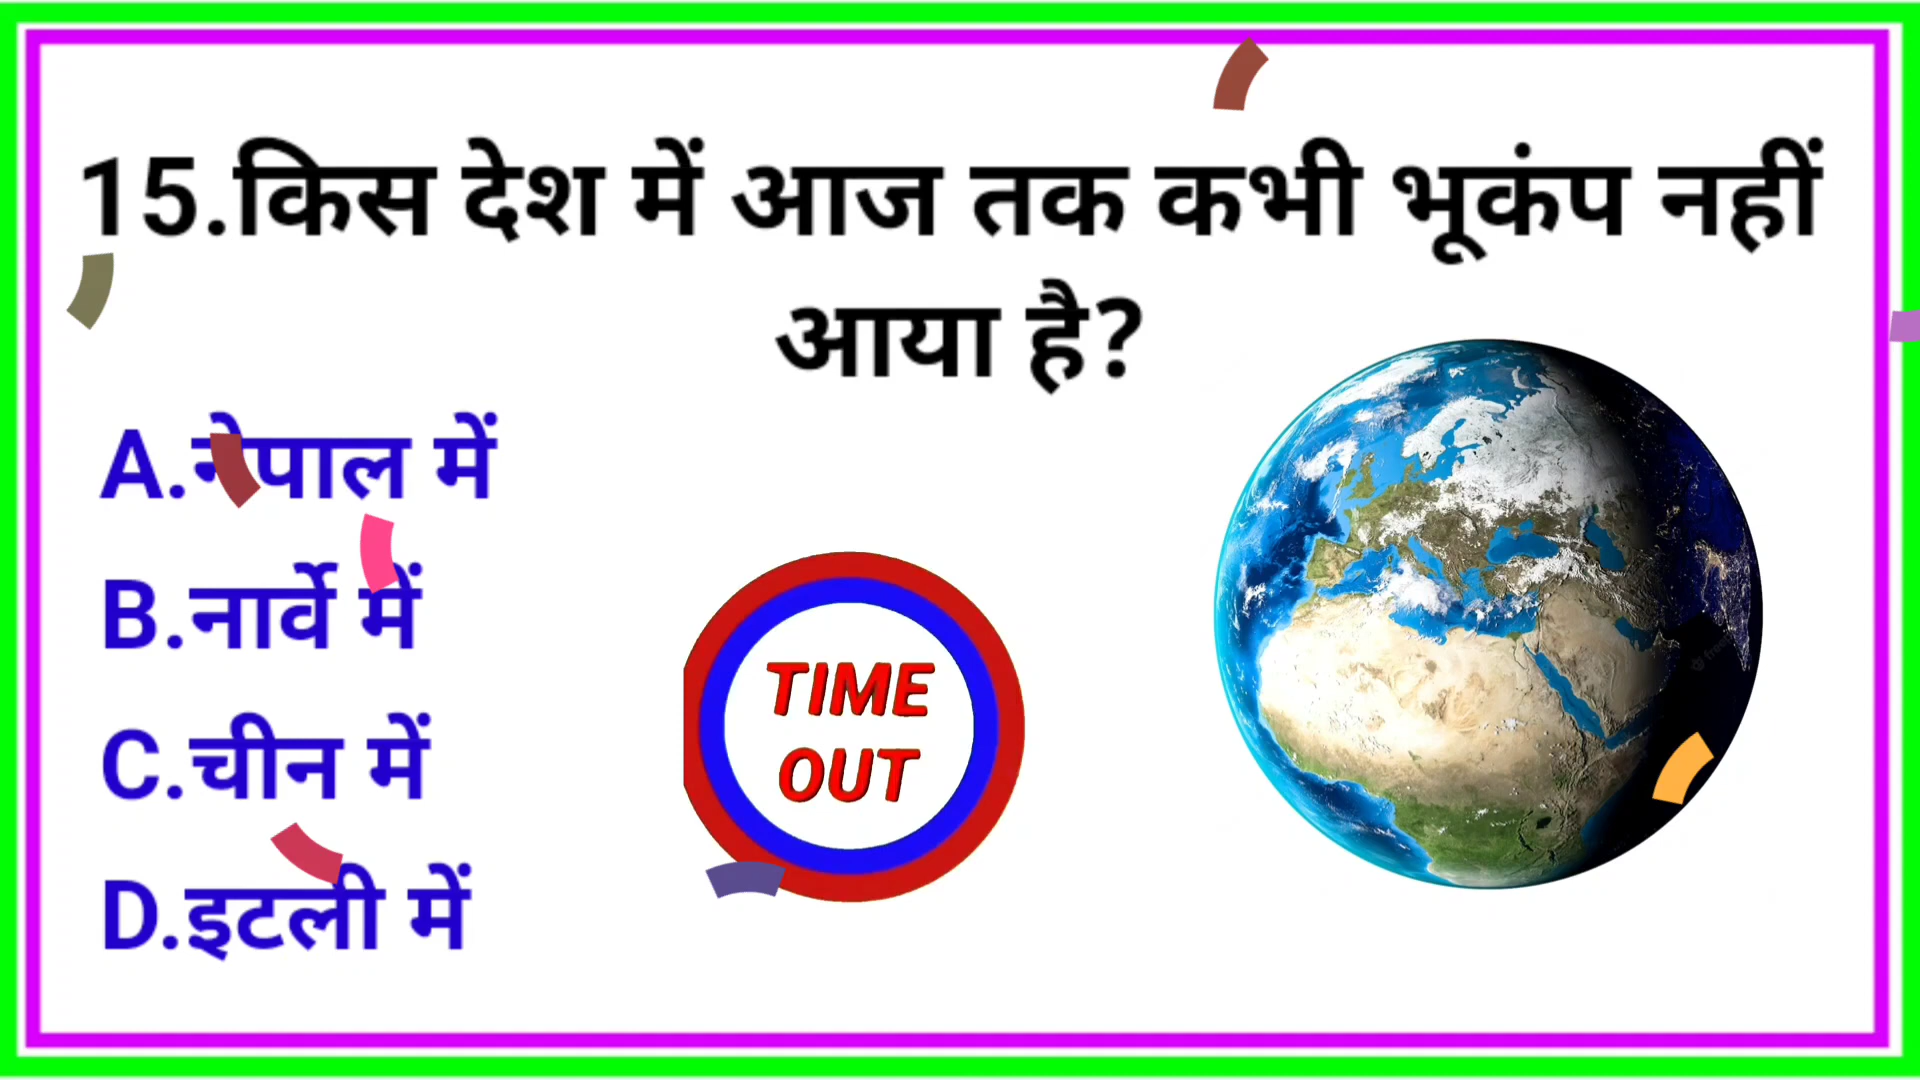 15.किस देश में आज तक कभी भूकंप नहीं
आया है?
A.नेपाल में
B.नार्वे में
C.चीन में
D.इटली में
TIME
OUT